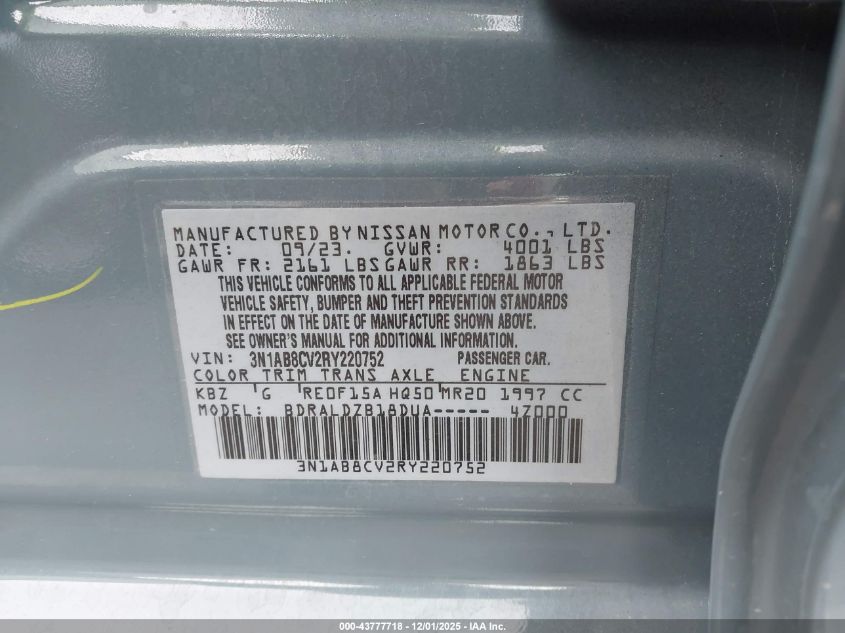 MANUFACTURED BY NISSAN MOTOR CO., LTD.
DATE: 09/23. GVWR: 4001 LBS
GAWR FR: 2161 LBS GAWR RR: 1863 LBS
THIS VEHICLE CONFORMS TO ALL APPLICABLE FEDERAL MOTOR
VEHICLE SAFETY, BUMPER AND THEFT PREVENTION STANDARDS
IN EFFECT ON THE DATE OF MANUFACTURE SHOWN ABOVE.
SEE OWNER'S MANUAL FOR ADDITIONAL INFORMATION.
VIN: 3N1AB8CV2RY220752 PASSENGER CAR.
COLOR TRIM TRANS AXLE ENGINE
KBZ G RE0F15A HQ50 MR20 1997 CC
MODEL: BDRALDZB18DUA----- 4Z000
3N1AB8CV2RY220752
000-43777718 - 12/01/2025 - IAA Inc.